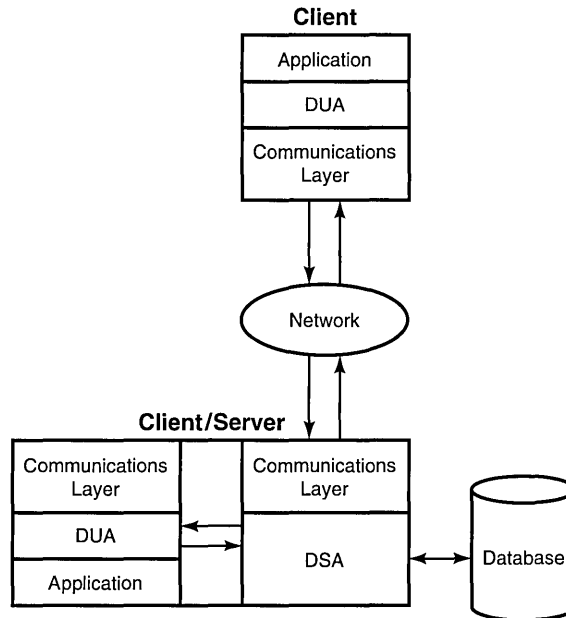 Client
Application
DUA
Communications
Layer
Network
Client/Server
Communications
Layer
DUA
Application
Communications
Layer
DSA
Database